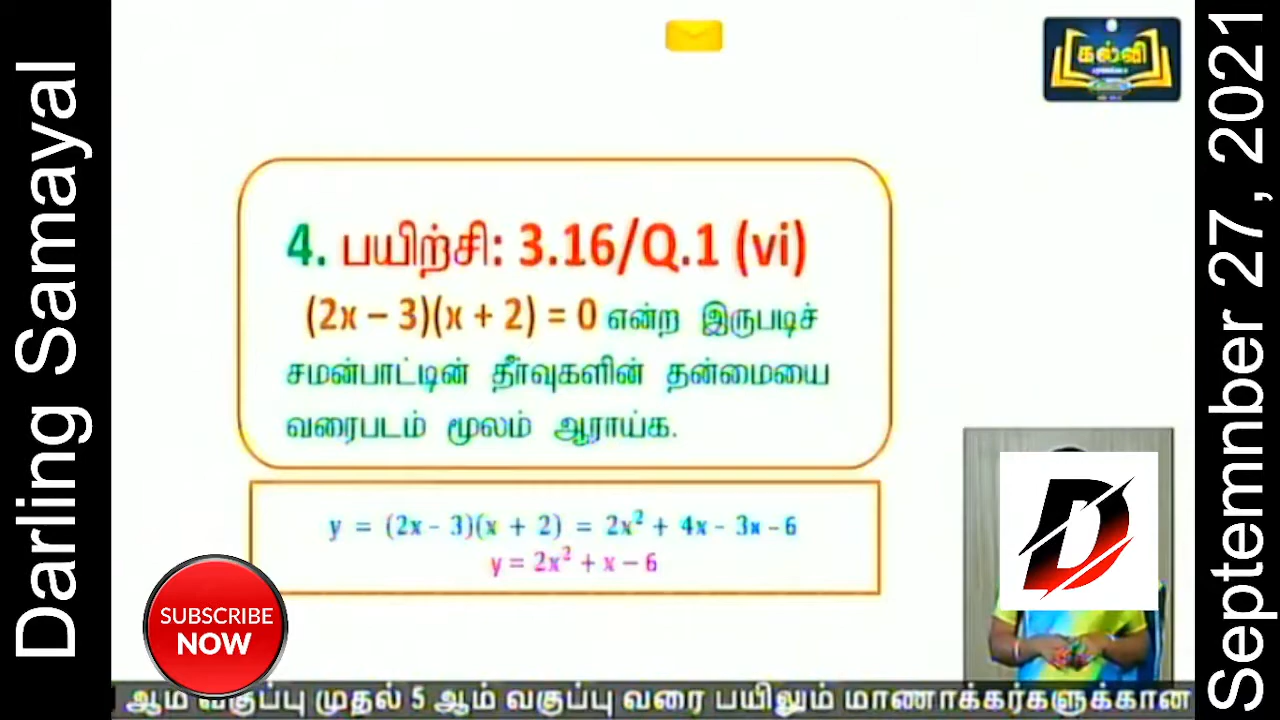 Darling Samayal
கல்வி
4. பயிற்சி: 3.16/Q.1 (vi)
(2x – 3)(x + 2) = 0 என்ற இருபடிச்
சமன்பாட்டின் தீர்வுகளின் தன்மையை
வரைபடம் மூலம் ஆராய்க.
y = (2x – 3)(x + 2) = 2x² + 4x – 3x – 6
y = 2x² + x – 6
SUBSCRIBE
NOW
D
ஆம் வகுப்பு முதல் 5 ஆம் வகுப்பு வரை பயிலும் மாணாக்கர்களுக்கான
Septemnber 27, 2021